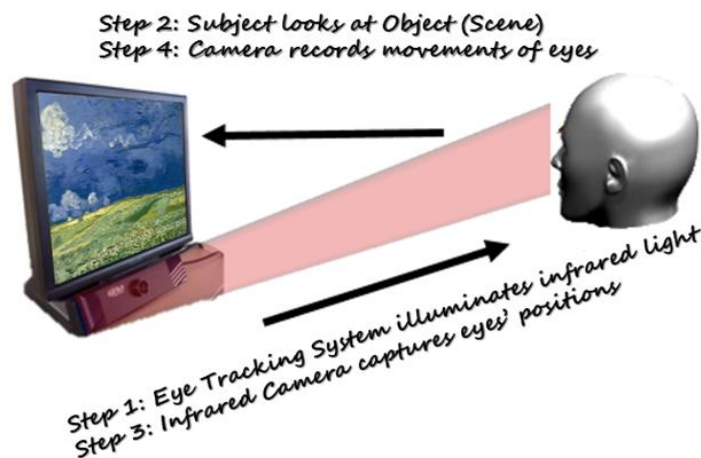 Step 2: Subject looks at Object (Scene)
Step 4: Camera records movements of eyes
Step 1: Eye Tracking System illuminates infrared light
Step 3: Infrared Camera captures eyes' positions